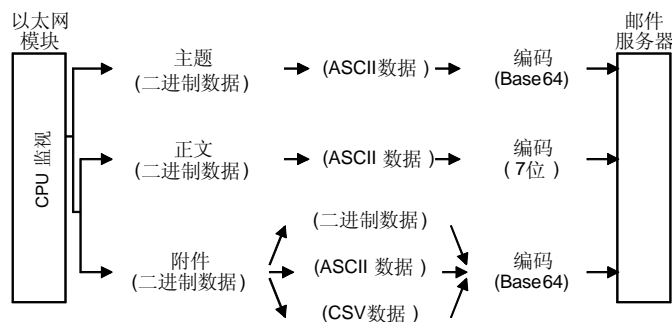 以太网
模块
邮件
服务器
CPU 监视
主题
(二进制数据)
(ASCII数据 )
编码
(Base64)
正文
(二进制数据)
(ASCII 数据 )
编码
( 7位 )
附件
(二进制数据)
(二进制数据)
(ASCII 数据 )
(CSV数据 )
编码
(Base64)